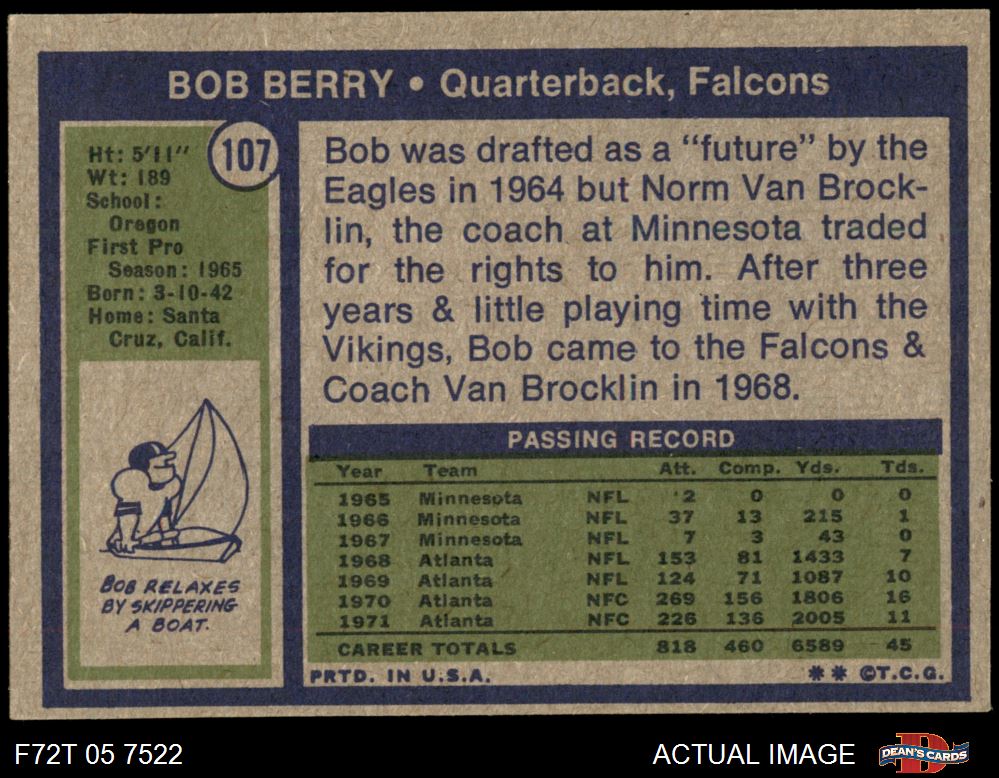 BOB BERRY • Quarterback, Falcons
107
Ht: 5'11"
Wt: 189
School:
Oregon
First Pro
Season: 1965
Born: 3-10-42
Home: Santa
Cruz, Calif.
BOB RELAXES
BY SKIPPERING
A BOAT.
Bob was drafted as a “future” by the
Eagles in 1964 but Norm Van Brock-
lin, the coach at Minnesota traded
for the rights to him. After three
years & little playing time with the
Vikings, Bob came to the Falcons &
Coach Van Brocklin in 1968.
PASSING RECORD
Year Team Att. Comp. Yds. Tds.
1965 Minnesota NFL 2 0 0 0
1966 Minnesota NFL 37 13 215 1
1967 Minnesota NFL 7 3 43 0
1968 Atlanta NFL 153 81 1433 7
1969 Atlanta NFL 124 71 1087 10
1970 Atlanta NFC 269 156 1806 16
1971 Atlanta NFC 226 136 2005 11
CAREER TOTALS 818 460 6589 45
PRTD. IN U.S.A. ** ©T.C.G.
F72T 05 7522 ACTUAL IMAGE
D
DEAN'S CARDS